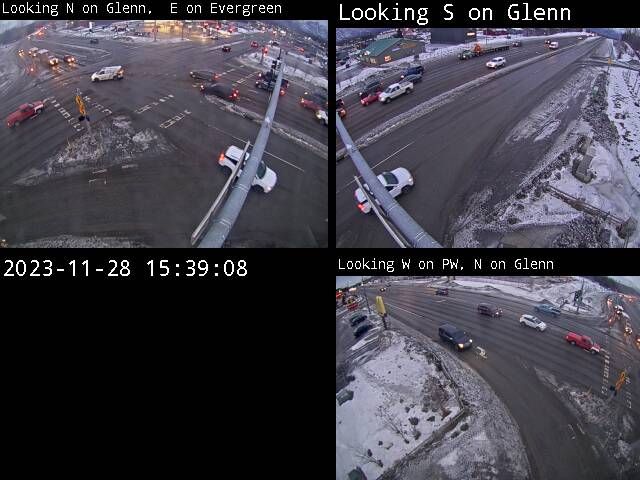 Looking N on Glenn,  E on Evergreen
Looking S on Glenn
2023-11-28 15:39:08
Looking W on PW, N on Glenn